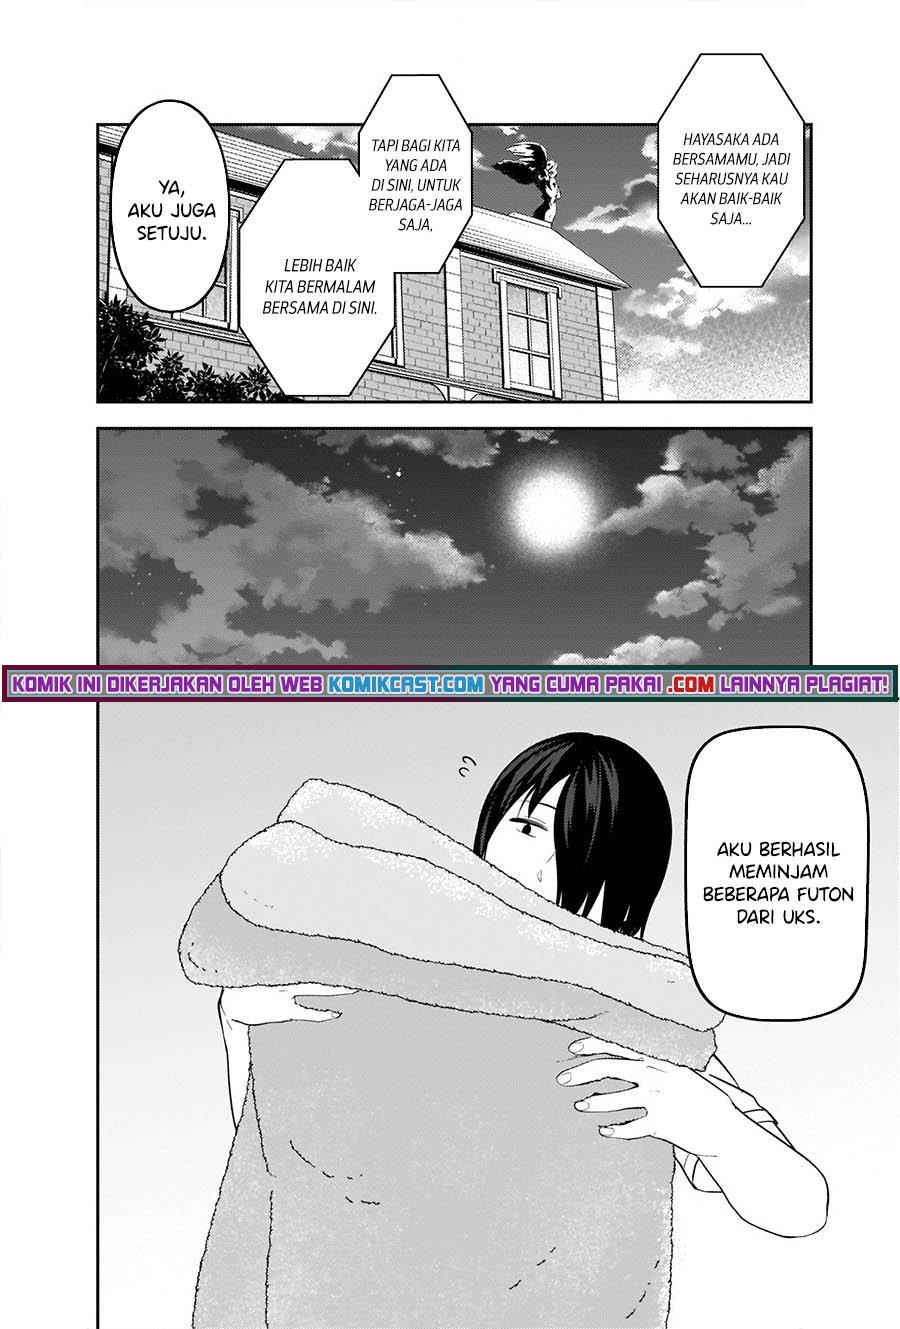 HAYASAKA ADA
BERSAMAMU, JADI
SEHARUSNYA KAU
AKAN BAIK-BAIK
SAJA...
TAPI BAGI KITA
YANG ADA
DI SINI, UNTUK
BERJAGA-JAGA
SAJA,
LEBIH BAIK
KITA BERMALAM
BERSAMA DI SINI.
YA,
AKU JUGA
SETUJU.
KOMIK INI DIKERJAKAN OLEH WEB KOMIKCAST.COM YANG CUMA PAKAI .COM LAINNYA PLAGIAT!
AKU BERHASIL
MEMINJAM
BEBERAPA FUTON
DARI UKS.